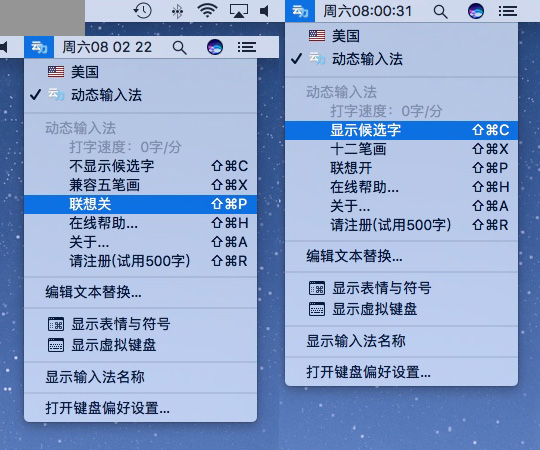 云力 周六08 02 22
美国
✓ 动态输入法
动态输入法
打字速度：0字/分
不显示候选字 ⇧⌘C
兼容五笔画 ⇧⌘X
联想关 ⇧⌘P
在线帮助... ⇧⌘H
关于... ⇧⌘A
请注册(试用500字) ⇧⌘R
编辑文本替换...
显示表情与符号
显示虚拟键盘
显示输入法名称
打开键盘偏好设置...
云力 周六08:00:31
美国
✓ 动态输入法
动态输入法
打字速度：0字/分
显示候选字 ⇧⌘C
十二笔画 ⇧⌘X
联想开 ⇧⌘P
在线帮助... ⇧⌘H
关于... ⇧⌘A
请注册(试用500字) ⇧⌘R
编辑文本替换...
显示表情与符号
显示虚拟键盘
显示输入法名称
打开键盘偏好设置...